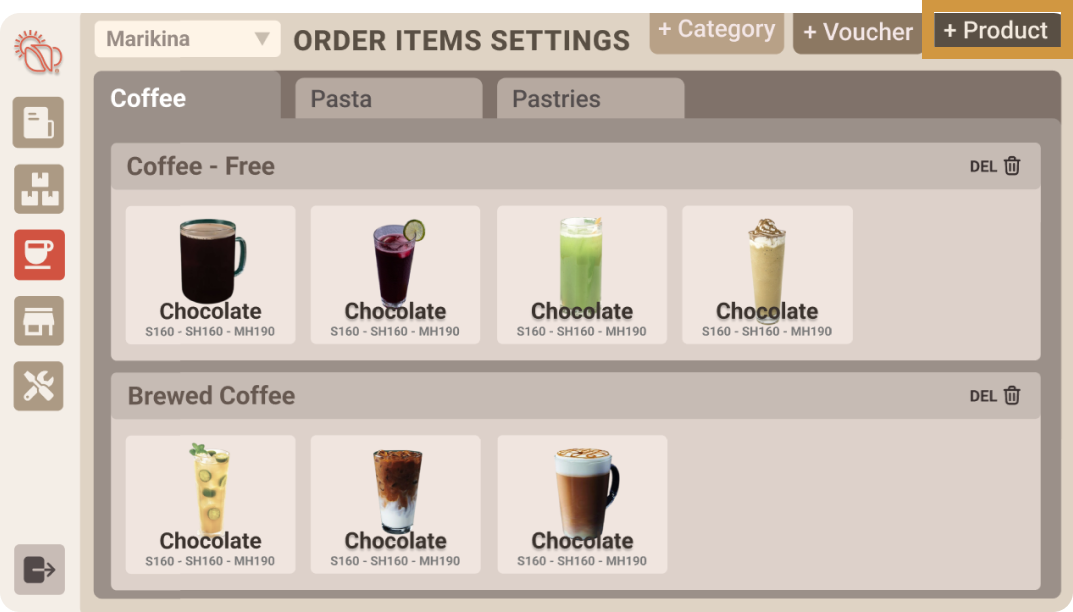 Marikina
ORDER ITEMS SETTINGS
+ Category
+ Voucher
+ Product
Coffee
Pasta
Pastries
Coffee - Free
DEL
Chocolate
S160 - SH160 - MH190
Chocolate
S160 - SH160 - MH190
Chocolate
S160 - SH160 - MH190
Chocolate
S160 - SH160 - MH190
Brewed Coffee
DEL
Chocolate
S160 - SH160 - MH190
Chocolate
S160 - SH160 - MH190
Chocolate
S160 - SH160 - MH190